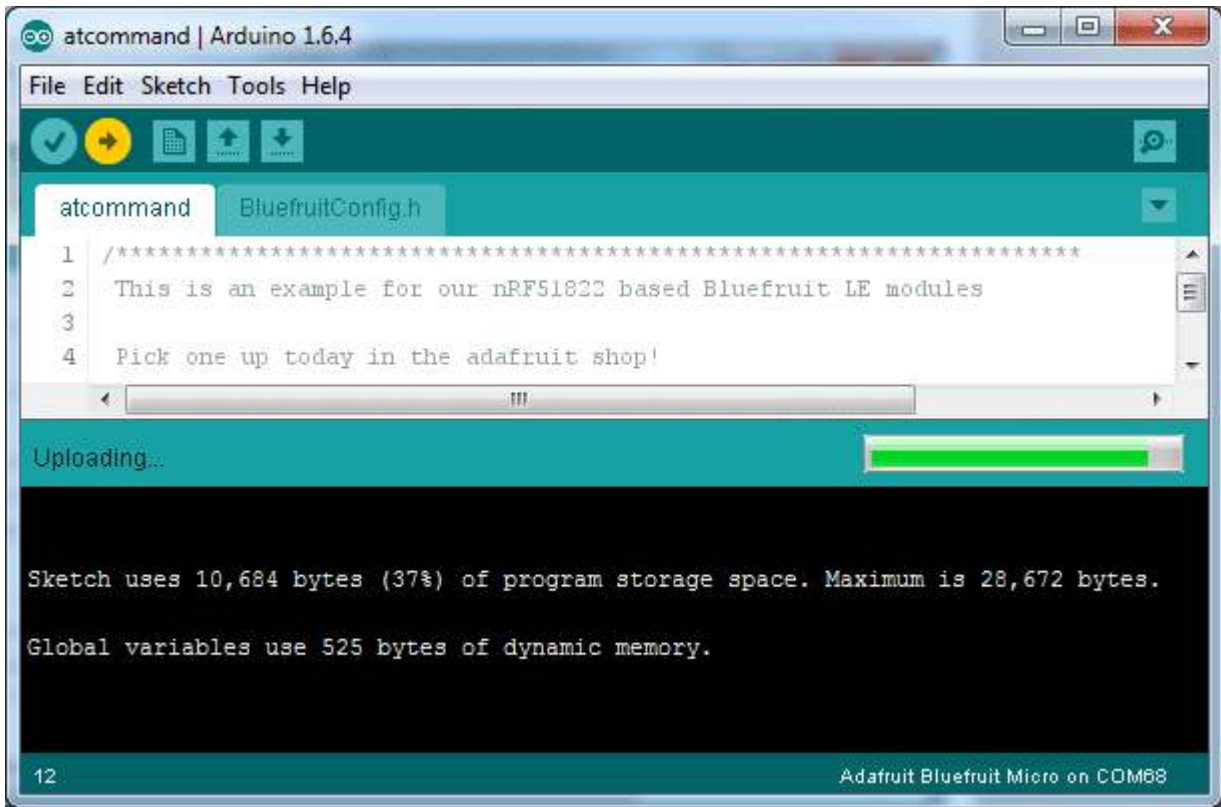 atcommand | Arduino 1.6.4
File Edit Sketch Tools Help
atcommand BluefruitConfig.h
1 /**********************************************************************
2 This is an example for our nRF51822 based Bluefruit LE modules
3
4 Pick one up today in the adafruit shop!
Uploading...
Sketch uses 10,684 bytes (37%) of program storage space. Maximum is 28,672 bytes.
Global variables use 525 bytes of dynamic memory.
12 Adafruit Bluefruit Micro on COM68